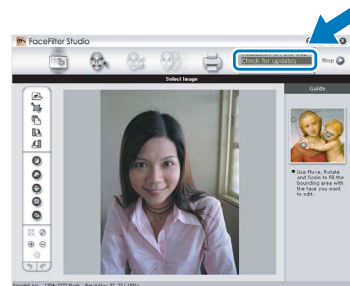 FaceFilter Studio
Check for updates
Step
Select Image
Guide
Use Move, Rotate
and Scale to fill the
bounding area with
the face you want
to edit.